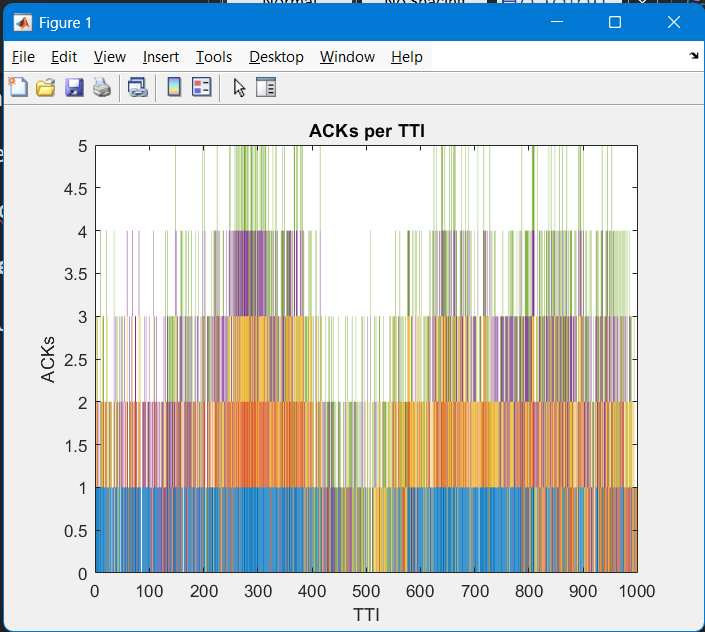 Figure 1
File Edit View Insert Tools Desktop Window Help
ACKs per TTI
5
4.5
4
3.5
3
2.5
2
1.5
1
0.5
0
ACKs
0 100 200 300 400 500 600 700 800 900 1000
TTI